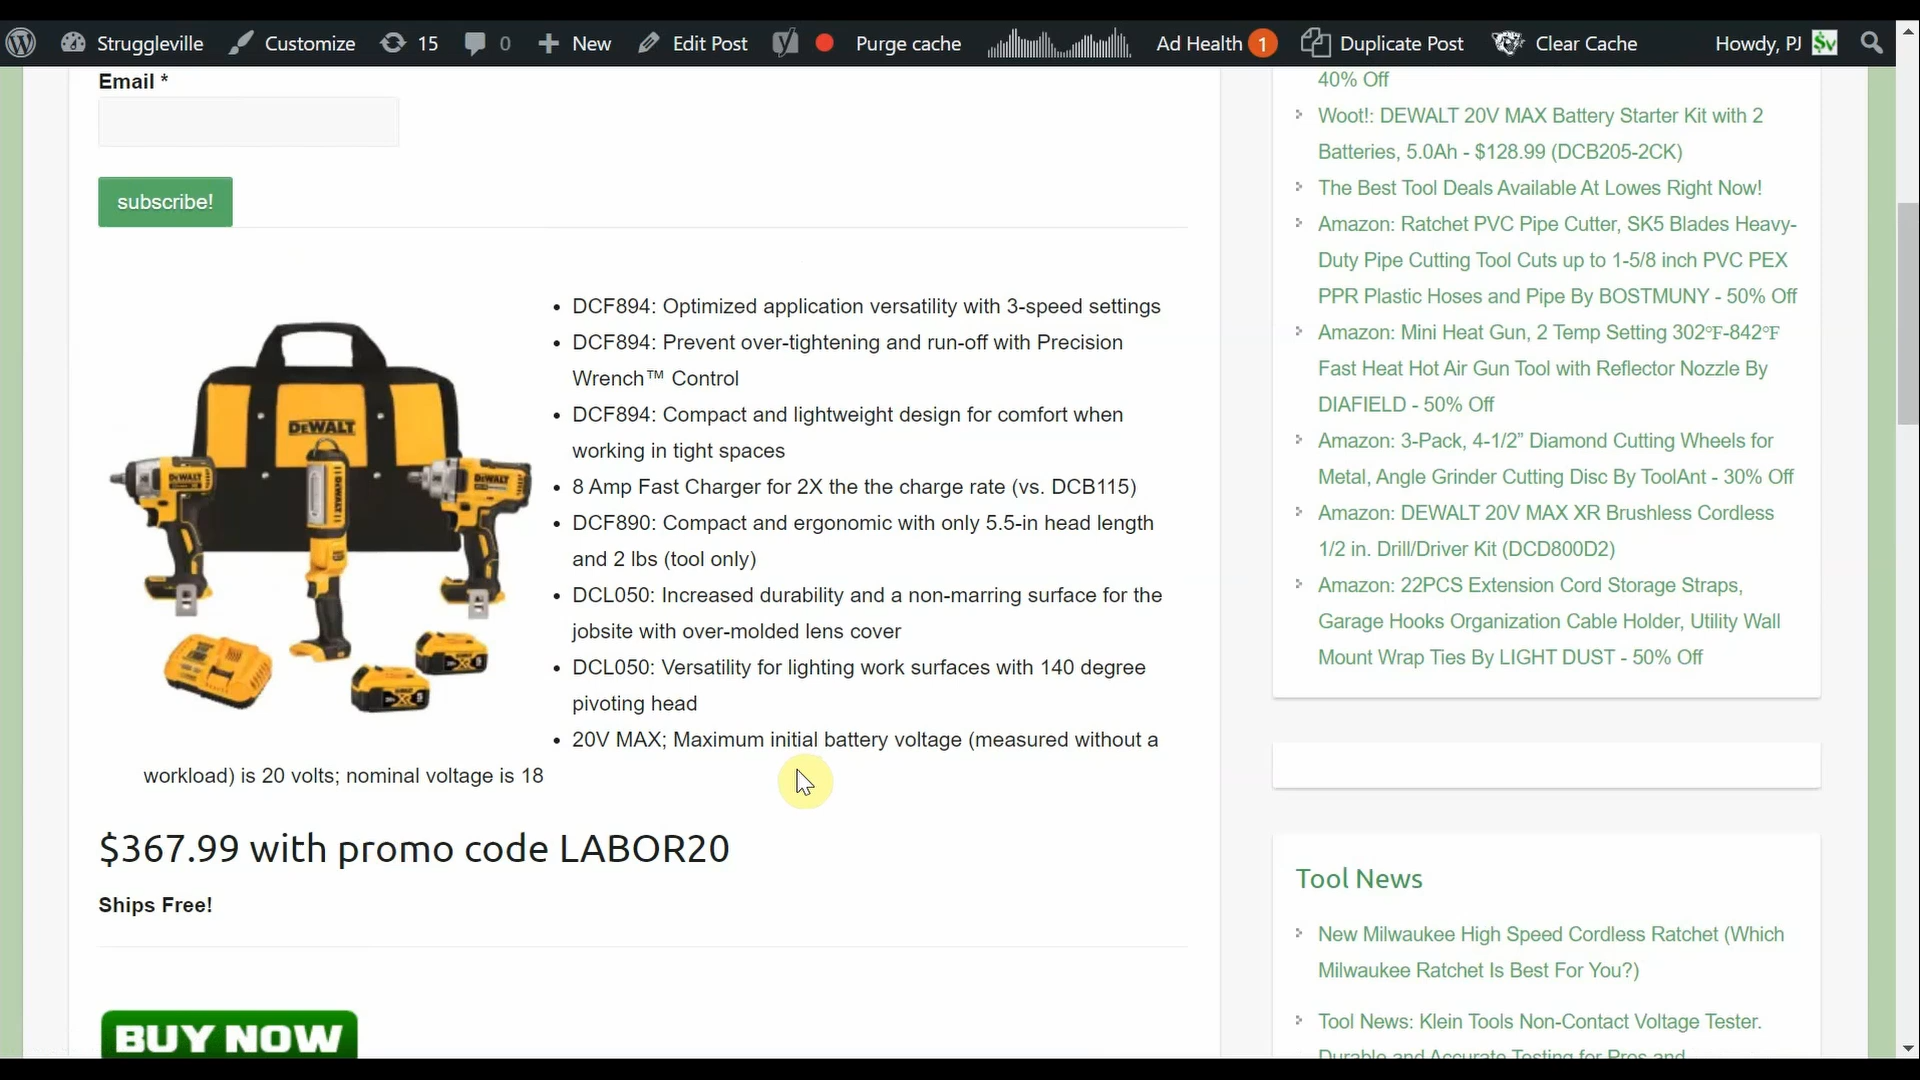 Struggleville
Customize
15
0
New
Edit Post
Purge cache
Ad Health 1
Duplicate Post
Clear Cache
Howdy, PJ
Email *
subscribe!
DEWALT
• DCF894: Optimized application versatility with 3-speed settings
• DCF894: Prevent over-tightening and run-off with Precision
Wrench™ Control
• DCF894: Compact and lightweight design for comfort when
working in tight spaces
• 8 Amp Fast Charger for 2X the the charge rate (vs. DCB115)
• DCF890: Compact and ergonomic with only 5.5-in head length
and 2 lbs (tool only)
• DCL050: Increased durability and a non-marring surface for the
jobsite with over-molded lens cover
• DCL050: Versatility for lighting work surfaces with 140 degree
pivoting head
• 20V MAX; Maximum initial battery voltage (measured without a
workload) is 20 volts; nominal voltage is 18
$367.99 with promo code LABOR20
Ships Free!
BUY NOW
40% Off
Woot!: DEWALT 20V MAX Battery Starter Kit with 2
Batteries, 5.0Ah - $128.99 (DCB205-2CK)
The Best Tool Deals Available At Lowes Right Now!
Amazon: Ratchet PVC Pipe Cutter, SK5 Blades Heavy-
Duty Pipe Cutting Tool Cuts up to 1-5/8 inch PVC PEX
PPR Plastic Hoses and Pipe By BOSTMUNY - 50% Off
Amazon: Mini Heat Gun, 2 Temp Setting 302℉-842℉
Fast Heat Hot Air Gun Tool with Reflector Nozzle By
DIAFIELD - 50% Off
Amazon: 3-Pack, 4-1/2” Diamond Cutting Wheels for
Metal, Angle Grinder Cutting Disc By ToolAnt - 30% Off
Amazon: DEWALT 20V MAX XR Brushless Cordless
1/2 in. Drill/Driver Kit (DCD800D2)
Amazon: 22PCS Extension Cord Storage Straps,
Garage Hooks Organization Cable Holder, Utility Wall
Mount Wrap Ties By LIGHT DUST - 50% Off
Tool News
New Milwaukee High Speed Cordless Ratchet (Which
Milwaukee Ratchet Is Best For You?)
Tool News: Klein Tools Non-Contact Voltage Tester.
Durable and Accurate Testing for Pros and